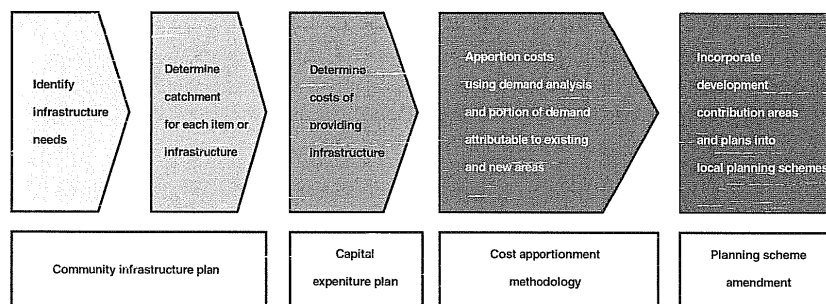 Identify
infrastructure
needs
Determine
catchment
for each item or
infrastructure
Determine
costs of
providing
infrastructure
Apportion costs
using demand analysis
and portion of demand
attributable to existing
and new areas
Incorporate
development
contribution areas
and plans into
local planning schemes
Community infrastructure plan
Capital
expeniture plan
Cost apportionment
methodology
Planning scheme
amendment